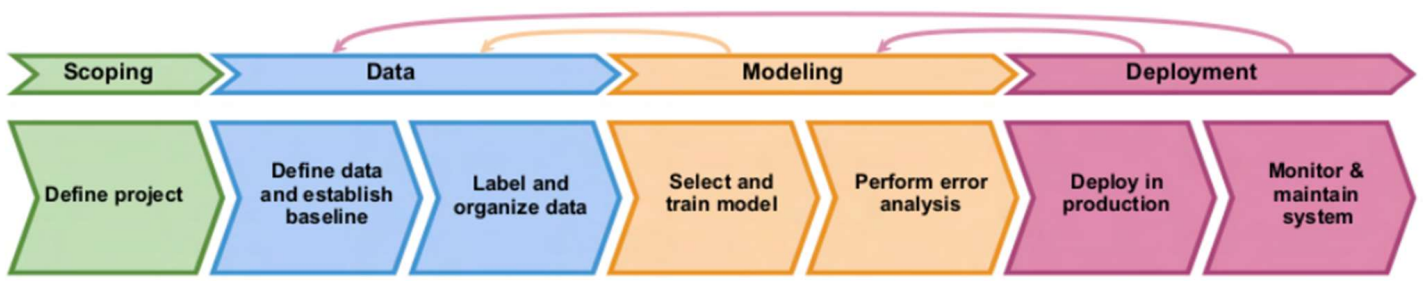 Scoping
Data
Modeling
Deployment
Define project
Define data
and establish
baseline
Label and
organize data
Select and
train model
Perform error
analysis
Deploy in
production
Monitor &
maintain
system